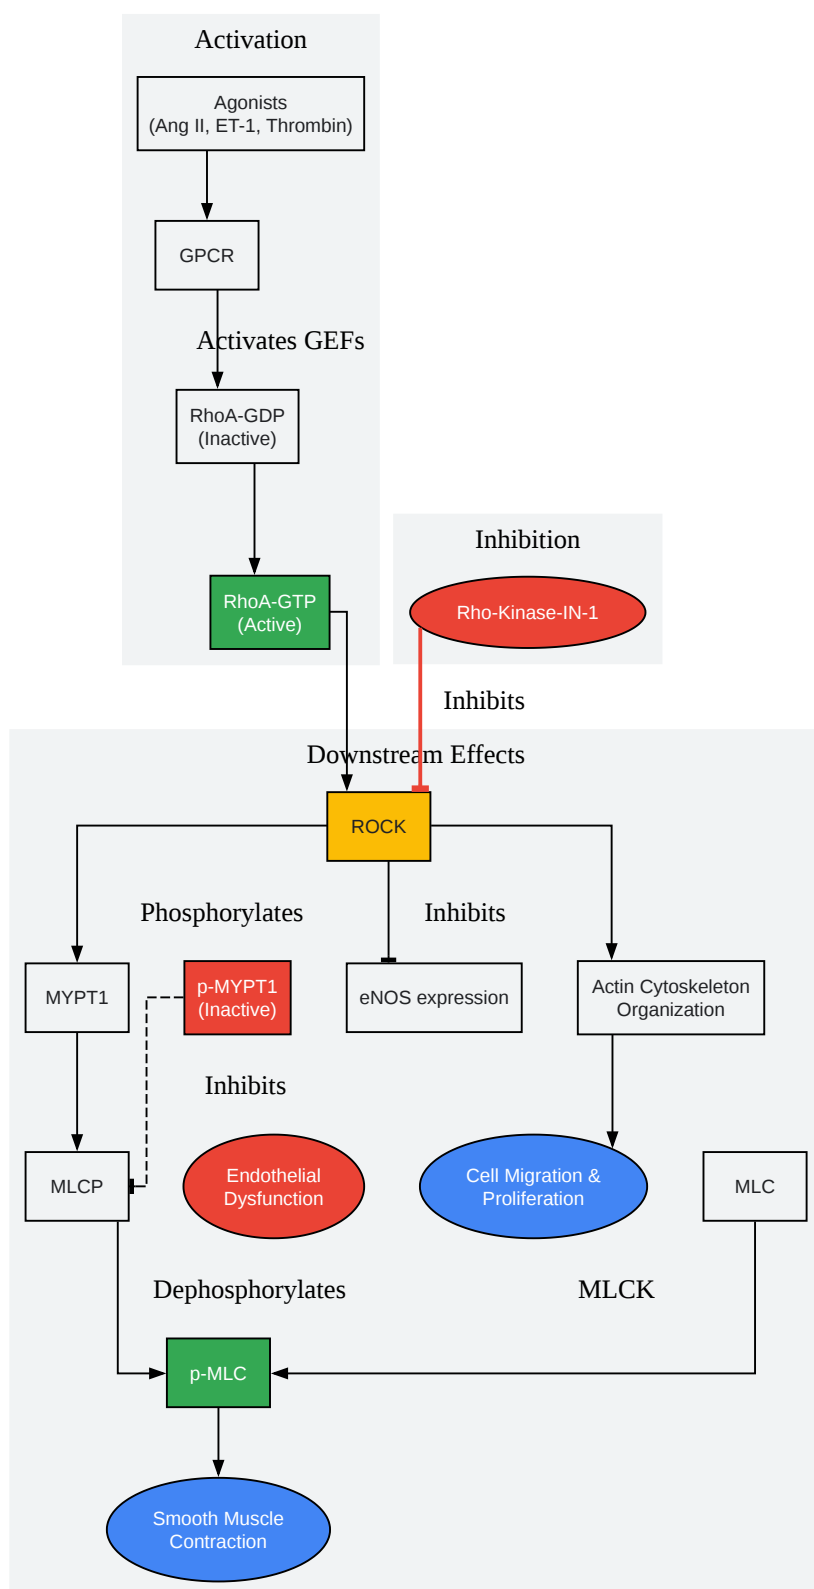 Activation
Agonists
(Ang II, ET-1, Thrombin)
GPCR
Activates GEFs
RhoA-GDP
(Inactive)
RhoA-GTP
(Active)
Inhibition
Rho-Kinase-IN-1
Inhibits
Downstream Effects
ROCK
Phosphorylates
Inhibits
MYPT1
p-MYPT1
(Inactive)
eNOS expression
Actin Cytoskeleton
Organization
Inhibits
MLCP
Endothelial
Dysfunction
Cell Migration &
Proliferation
MLC
Dephosphorylates
MLCK
p-MLC
Smooth Muscle
Contraction